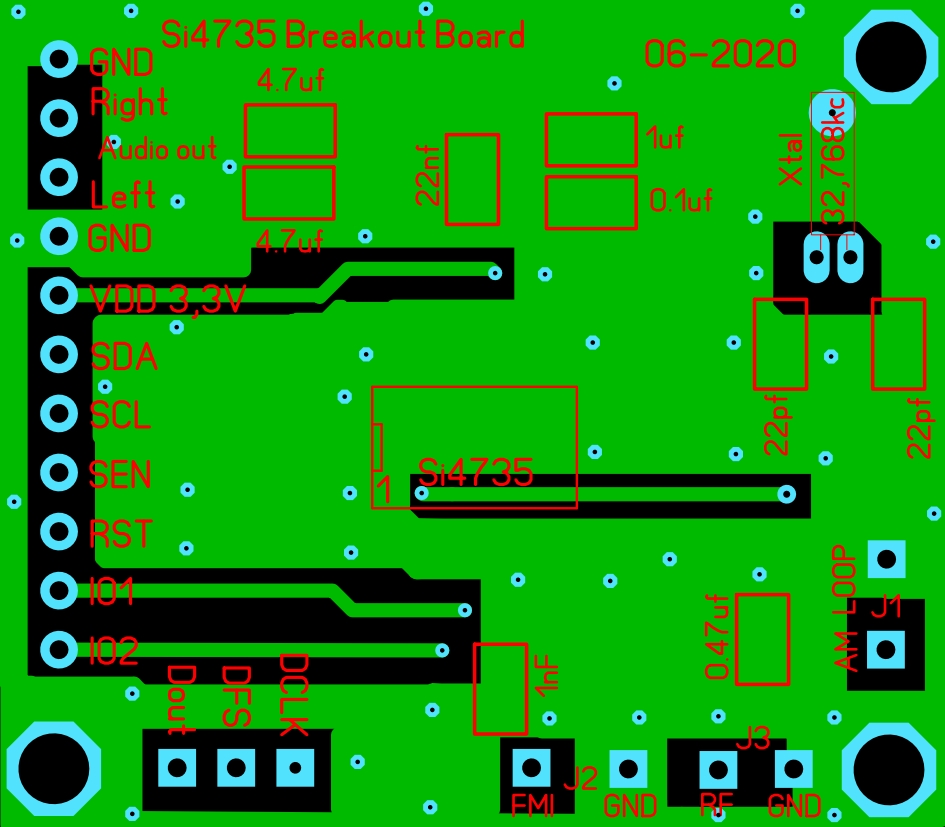 Si4735 Breakout Board
06-2020
GND
4.7uf
Right
Audio out
22nf
1uf
Xtal
32,768kc
Left
0.1uf
GND
4.7uf
VDD 3,3V
SDA
SCL
22pf
22pf
SEN
Si4735
1
RST
IO1
AM LOOP
J1
0.47uf
IO2
Dout
DFS
DCLK
1nF
J3
J2
FMI
GND
RF
GND